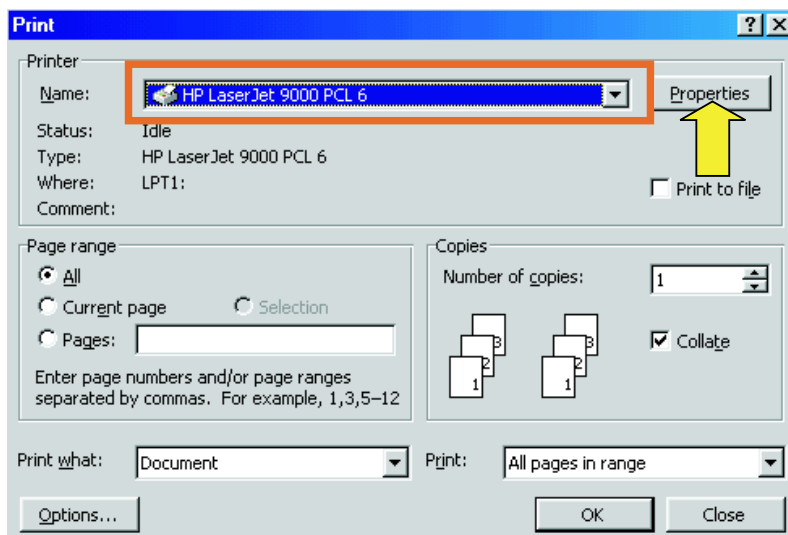 Print
Printer
Name: HP LaserJet 9000 PCL 6 Properties
Status: Idle
Type: HP LaserJet 9000 PCL 6
Where: LPT1:
Print to file
Comment:
Page range
All
Current page Selection
Pages:
Enter page numbers and/or page ranges
separated by commas. For example, 1,3,5–12
Copies
Number of copies: 1
1 2 3 1 2 3
Collate
Print what: Document
Print: All pages in range
Options... OK Close